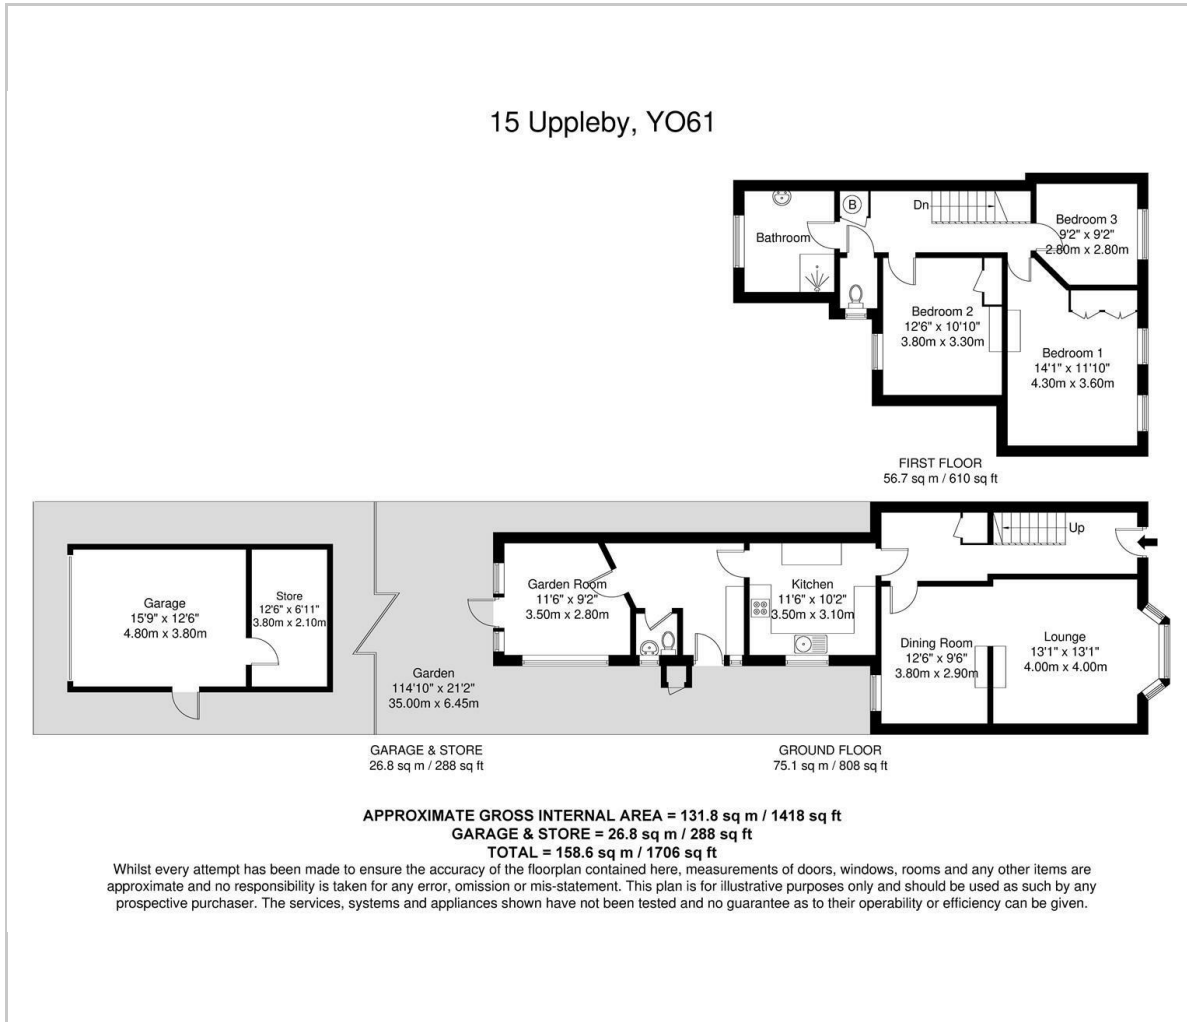 15 Uppleby, YO61
Bathroom
B
Dn
Bedroom 3
9'2" x 9'2"
2.80m x 2.80m
Bedroom 2
12'6" x 10'10"
3.80m x 3.30m
Bedroom 1
14'1" x 11'10"
4.30m x 3.60m
FIRST FLOOR
56.7 sq m / 610 sq ft
Garage
15'9" x 12'6"
4.80m x 3.80m
Store
12'6" x 6'11"
3.80m x 2.10m
Garden
114'10" x 21'2"
35.00m x 6.45m
Garden Room
11'6" x 9'2"
3.50m x 2.80m
Kitchen
11'6" x 10'2"
3.50m x 3.10m
Up
Dining Room
12'6" x 9'6"
3.80m x 2.90m
Lounge
13'1" x 13'1"
4.00m x 4.00m
GARAGE & STORE
26.8 sq m / 288 sq ft
GROUND FLOOR
75.1 sq m / 808 sq ft
APPROXIMATE GROSS INTERNAL AREA = 131.8 sq m / 1418 sq ft
GARAGE & STORE = 26.8 sq m / 288 sq ft
TOTAL = 158.6 sq m / 1706 sq ft
Whilst every attempt has been made to ensure the accuracy of the floorplan contained here, measurements of doors, windows, rooms and any other items are
approximate and no responsibility is taken for any error, omission or mis-statement. This plan is for illustrative purposes only and should be used as such by any
prospective purchaser. The services, systems and appliances shown have not been tested and no guarantee as to their operability or efficiency can be given.